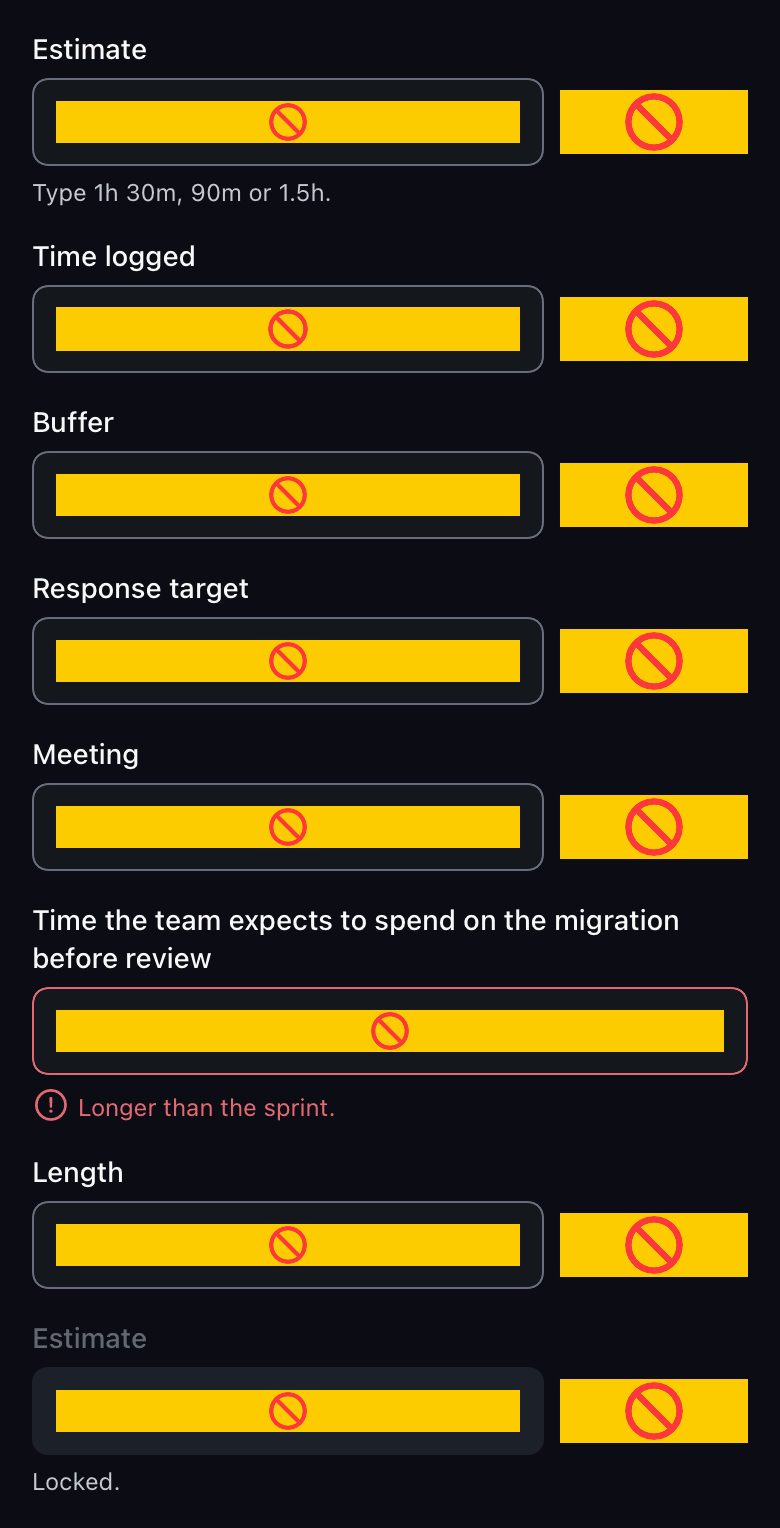 Estimate
Type 1h 30m, 90m or 1.5h.
Time logged
Buffer
Response target
Meeting
Time the team expects to spend on the migration
before review
Longer than the sprint.
Length
Estimate
Locked.